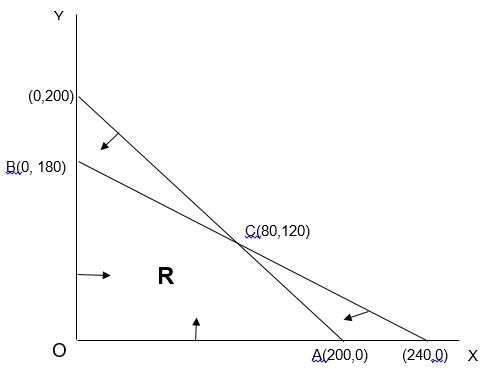 Y
(0,200)
B(0, 180)
C(80,120)
R
O
A(200,0)
(240,0)
X